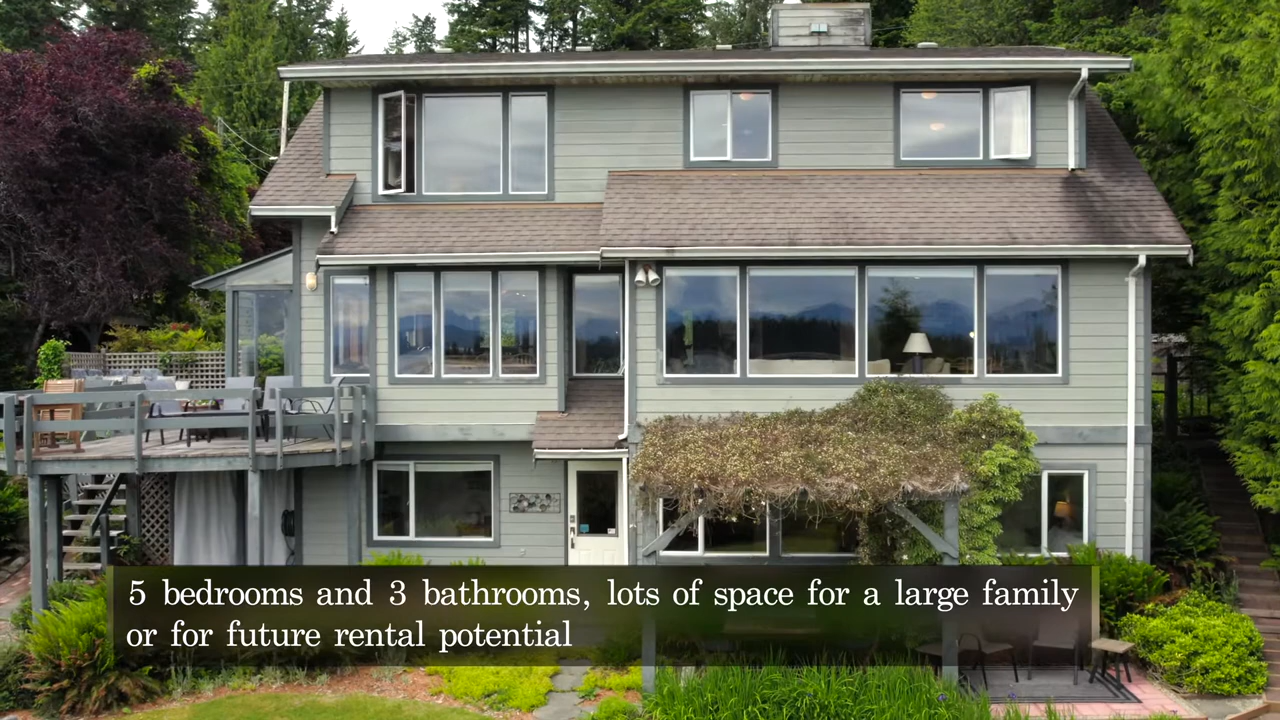 5 bedrooms and 3 bathrooms, lots of space for a large family
or for future rental potential